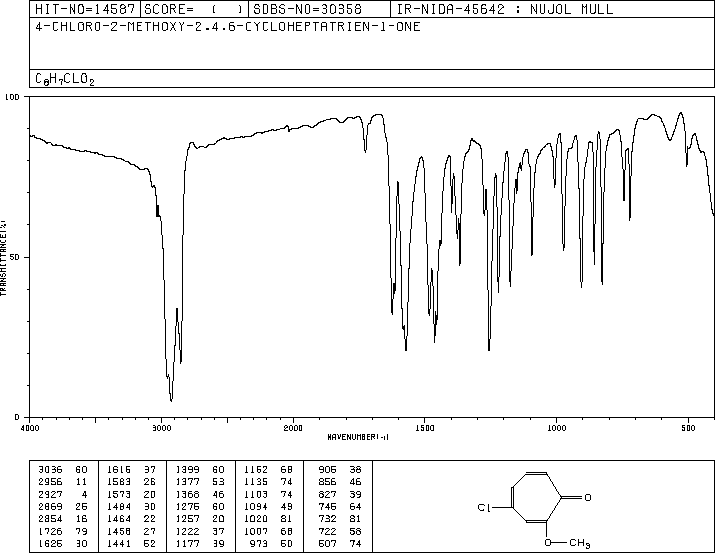 HIT-NO=14587 SCORE= ( ) SDBS-NO=30358 IR-NIDA-45642 : NUJOL MULL
4-CHLORO-2-METHOXY-2.4.6-CYCLOHEPTATRIEN-1-ONE
C8H7CLO2
100
TRANSMITTANCE(%)
50
0
4000 3000 2000 1500 1000 500
WAVENUMBER(-1)
3036 60 1615 37 1399 60 1152 68 905 38
2956 11 1583 26 1377 53 1135 74 856 46
2927 4 1573 20 1368 46 1103 74 827 39
2869 25 1484 30 1275 60 1094 49 745 64
2854 16 1464 22 1257 20 1020 81 732 81
1726 79 1458 27 1222 37 1007 68 722 58
1625 30 1441 52 1177 39 973 50 507 74
Cl
O
O—CH3